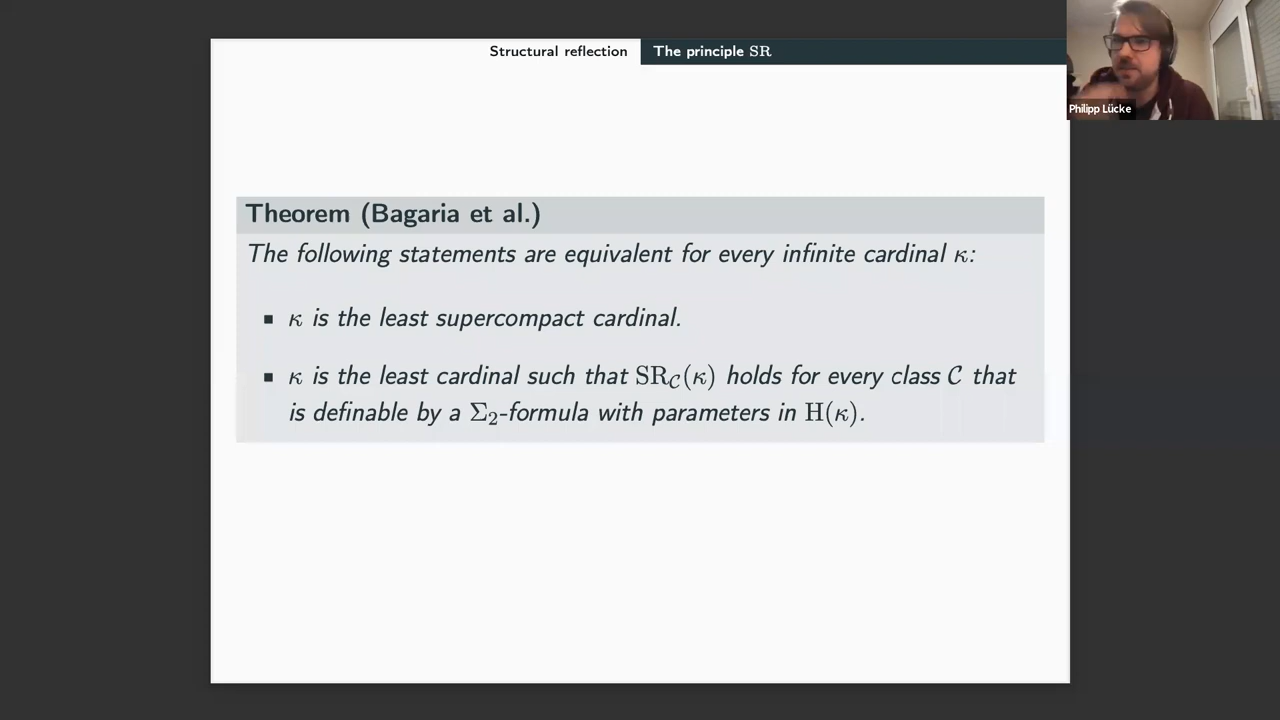 Structural reflection
The principle SR
Philipp Lücke
Theorem (Bagaria et al.)
The following statements are equivalent for every infinite cardinal κ:
▪ κ is the least supercompact cardinal.
▪ κ is the least cardinal such that SR_𝒞(κ) holds for every class 𝒞 that
is definable by a Σ₂-formula with parameters in H(κ).